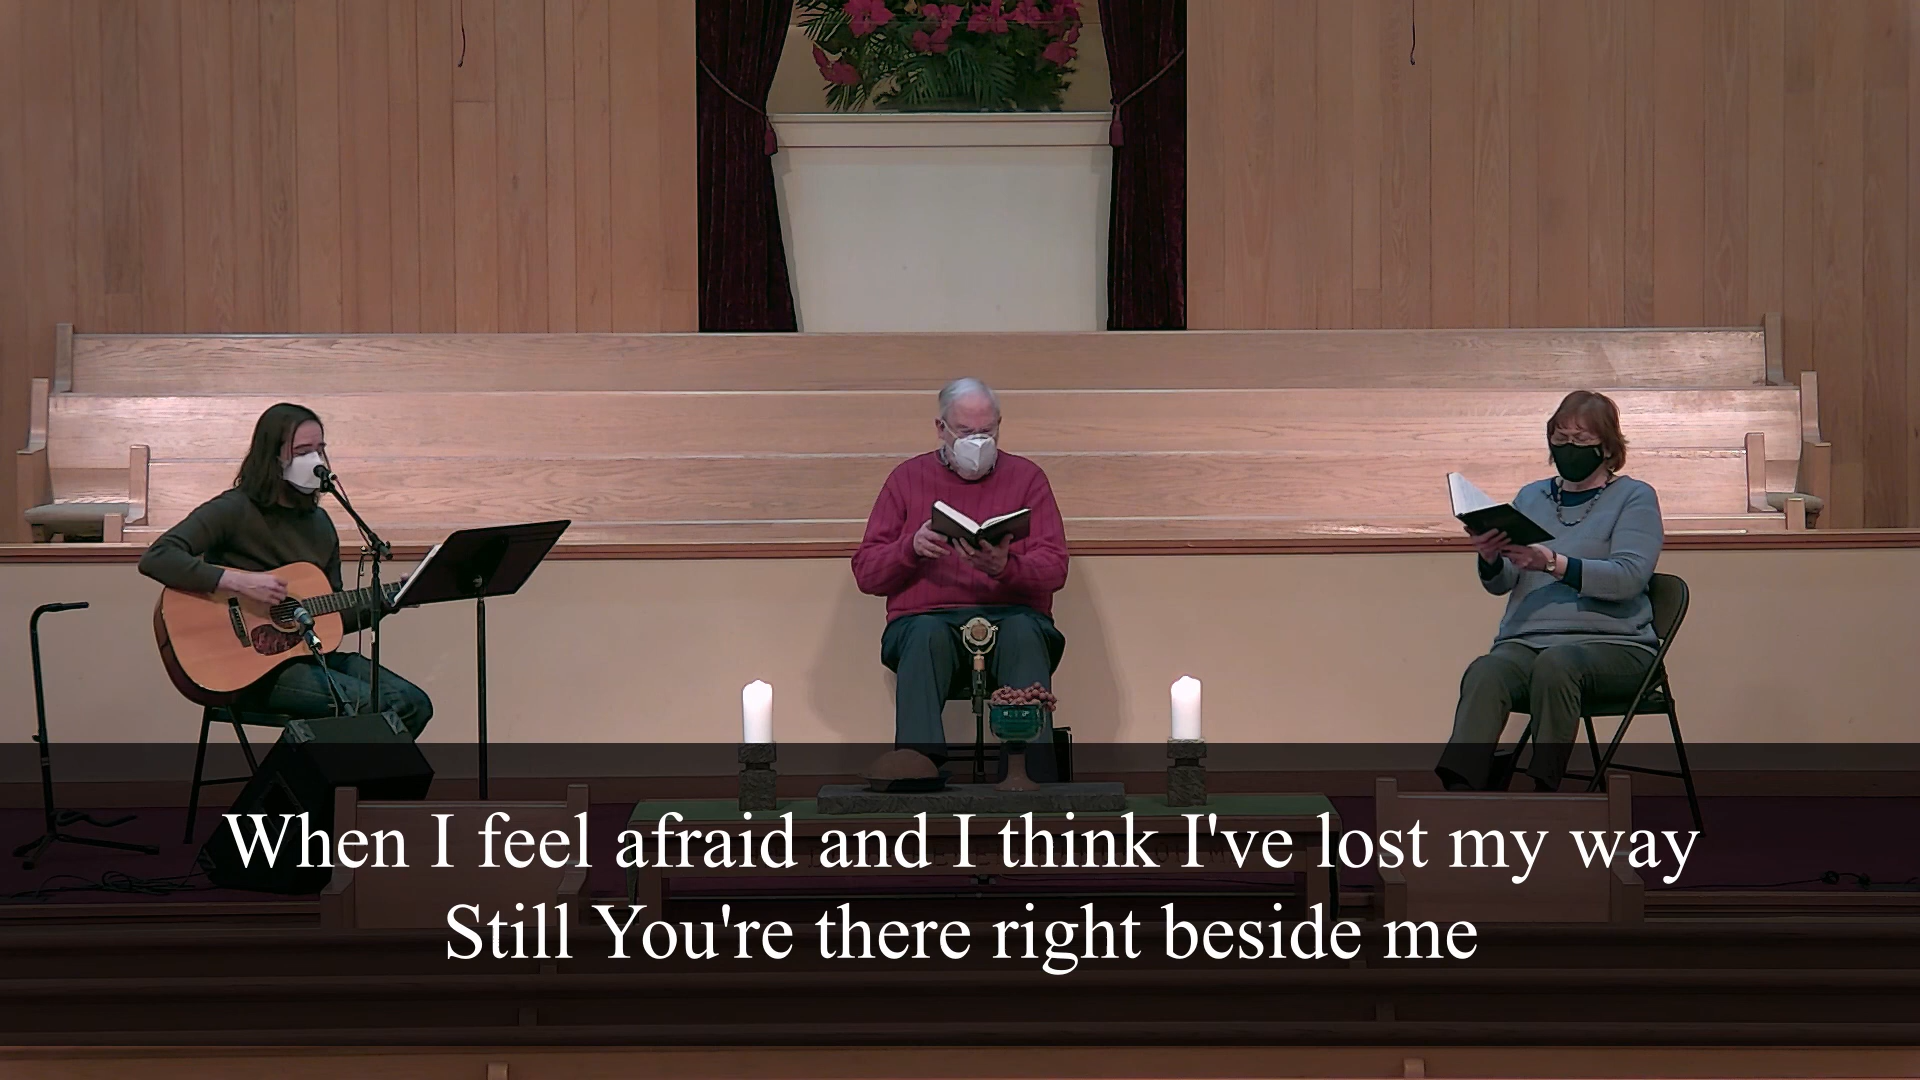 When I feel afraid and I think I've lost my way
Still You're there right beside me